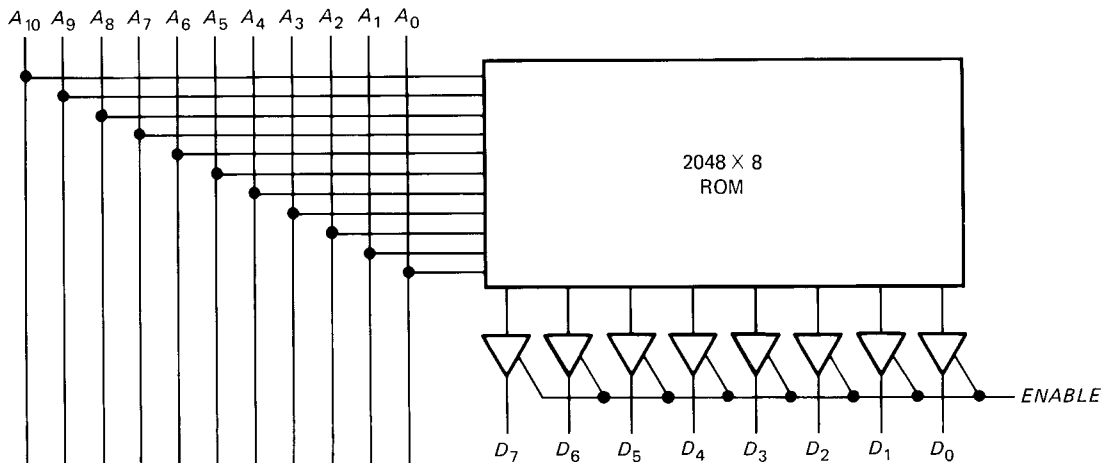 A10 A9 A8 A7 A6 A5 A4 A3 A2 A1 A0
2048 X 8
ROM
ENABLE
D7 D6 D5 D4 D3 D2 D1 D0